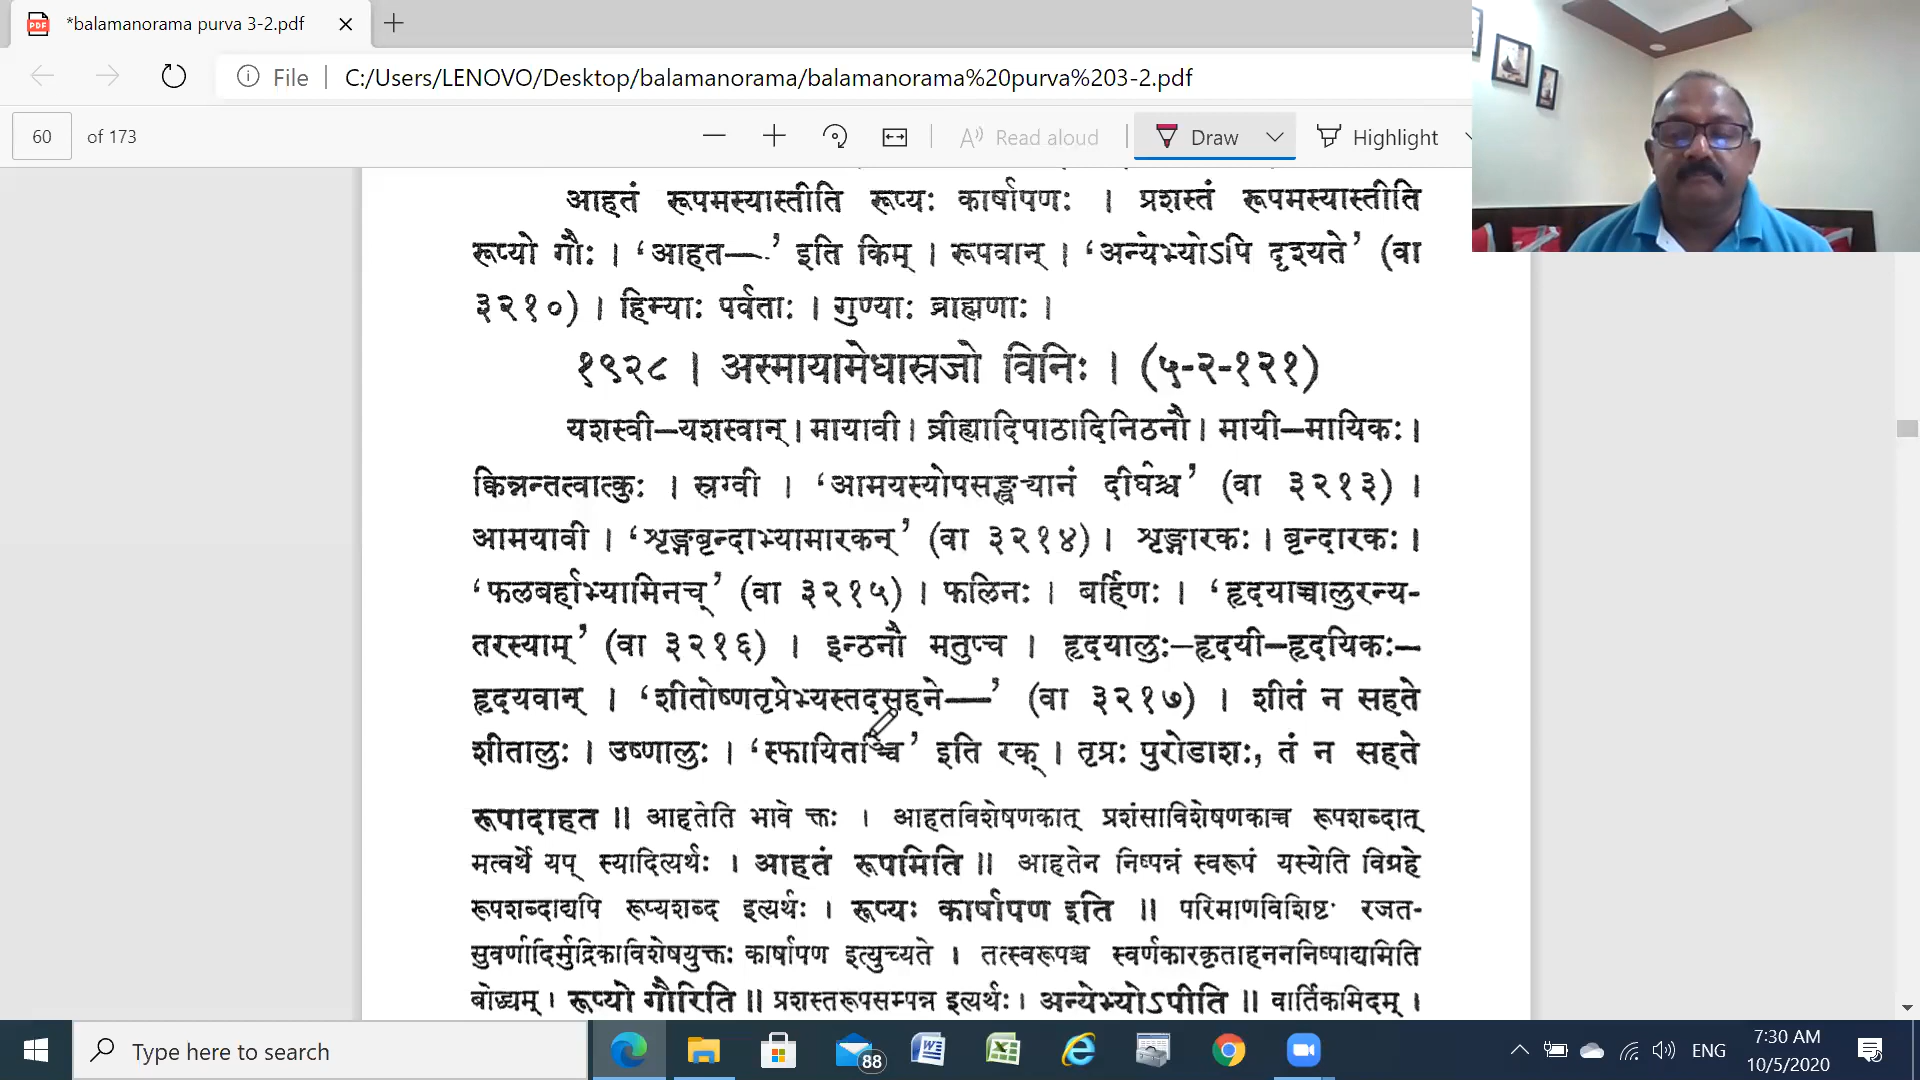 *balamanorama purva 3-2.pdf
File | C:/Users/LENOVO/Desktop/balamanorama/balamanorama%20purva%203-2.pdf
60 of 173 Read aloud Draw Highlight
आहतं रूपमस्यास्तीति रूप्यः कार्षापणः । प्रशस्तं रूपमस्यास्तीति
रूप्यो गौः । ‘आहत—’ इति किम् । रूपवान् । ‘अन्येभ्योऽपि दृश्यते’ (वा
३२१०) । हिम्याः पर्वताः । गुण्याः ब्राह्मणाः ।
१९२८ । अस्मायामेधास्रजो विनिः । (५-२-१२१)
यशस्वी—यशस्वान् । मायावी । व्रीह्यादिपाठादिनिठनौ । मायी—मायिकः ।
क्विन्नन्तत्वात्कुः । स्रग्वी । ‘आमयस्योपसङ्ख्यानं दीर्घश्च’ (वा ३२१३) ।
आमयावी । ‘शृङ्गबृन्दाभ्यामारकन्’ (वा ३२१४) । शृङ्गारकः । बृन्दारकः ।
‘फलबर्हाभ्यामिनच्’ (वा ३२१५) । फलिनः । बर्हिणः । ‘हृदयाच्चालुरन्य-
तरस्याम्’ (वा ३२१६) । इन्ठनौ मतुप्च । हृदयालुः—हृदयी—हृदयिकः—
हृदयवान् । ‘शीतोष्णतृप्रेभ्यस्तदसहने—’ (वा ३२१७) । शीतं न सहते
शीतालुः । उष्णालुः । ‘स्फायितञ्चि’ इति रक् । तृप्रः पुरोडाशः, तं न सहते
रूपादाहत ॥ आहतेति भावे क्तः । आहतविशेषणकात् प्रशंसाविशेषणकाच्च रूपशब्दात्
मत्वर्थे यप् स्यादित्यर्थः । आहतं रूपमिति ॥ आहतेन निष्पन्नं स्वरूपं यस्येति विग्रहे
रूपशब्दाद्यपि रूप्यशब्द इत्यर्थः । रूप्यः कार्षापण इति ॥ परिमाणविशिष्ट रजत-
सुवर्णादिर्मुद्रिकाविशेषयुक्तः कार्षापण इत्युच्यते । तत्स्वरूपञ्च स्वर्णकारकृताहनननिष्पाद्यमिति
बोद्ध्यम् । रूप्यो गौरिति ॥ प्रशस्तरूपसम्पन्न इत्यर्थः । अन्येभ्योऽपीति ॥ वार्तिकमिदम् ।
Type here to search
88
ENG
7:30 AM
10/5/2020